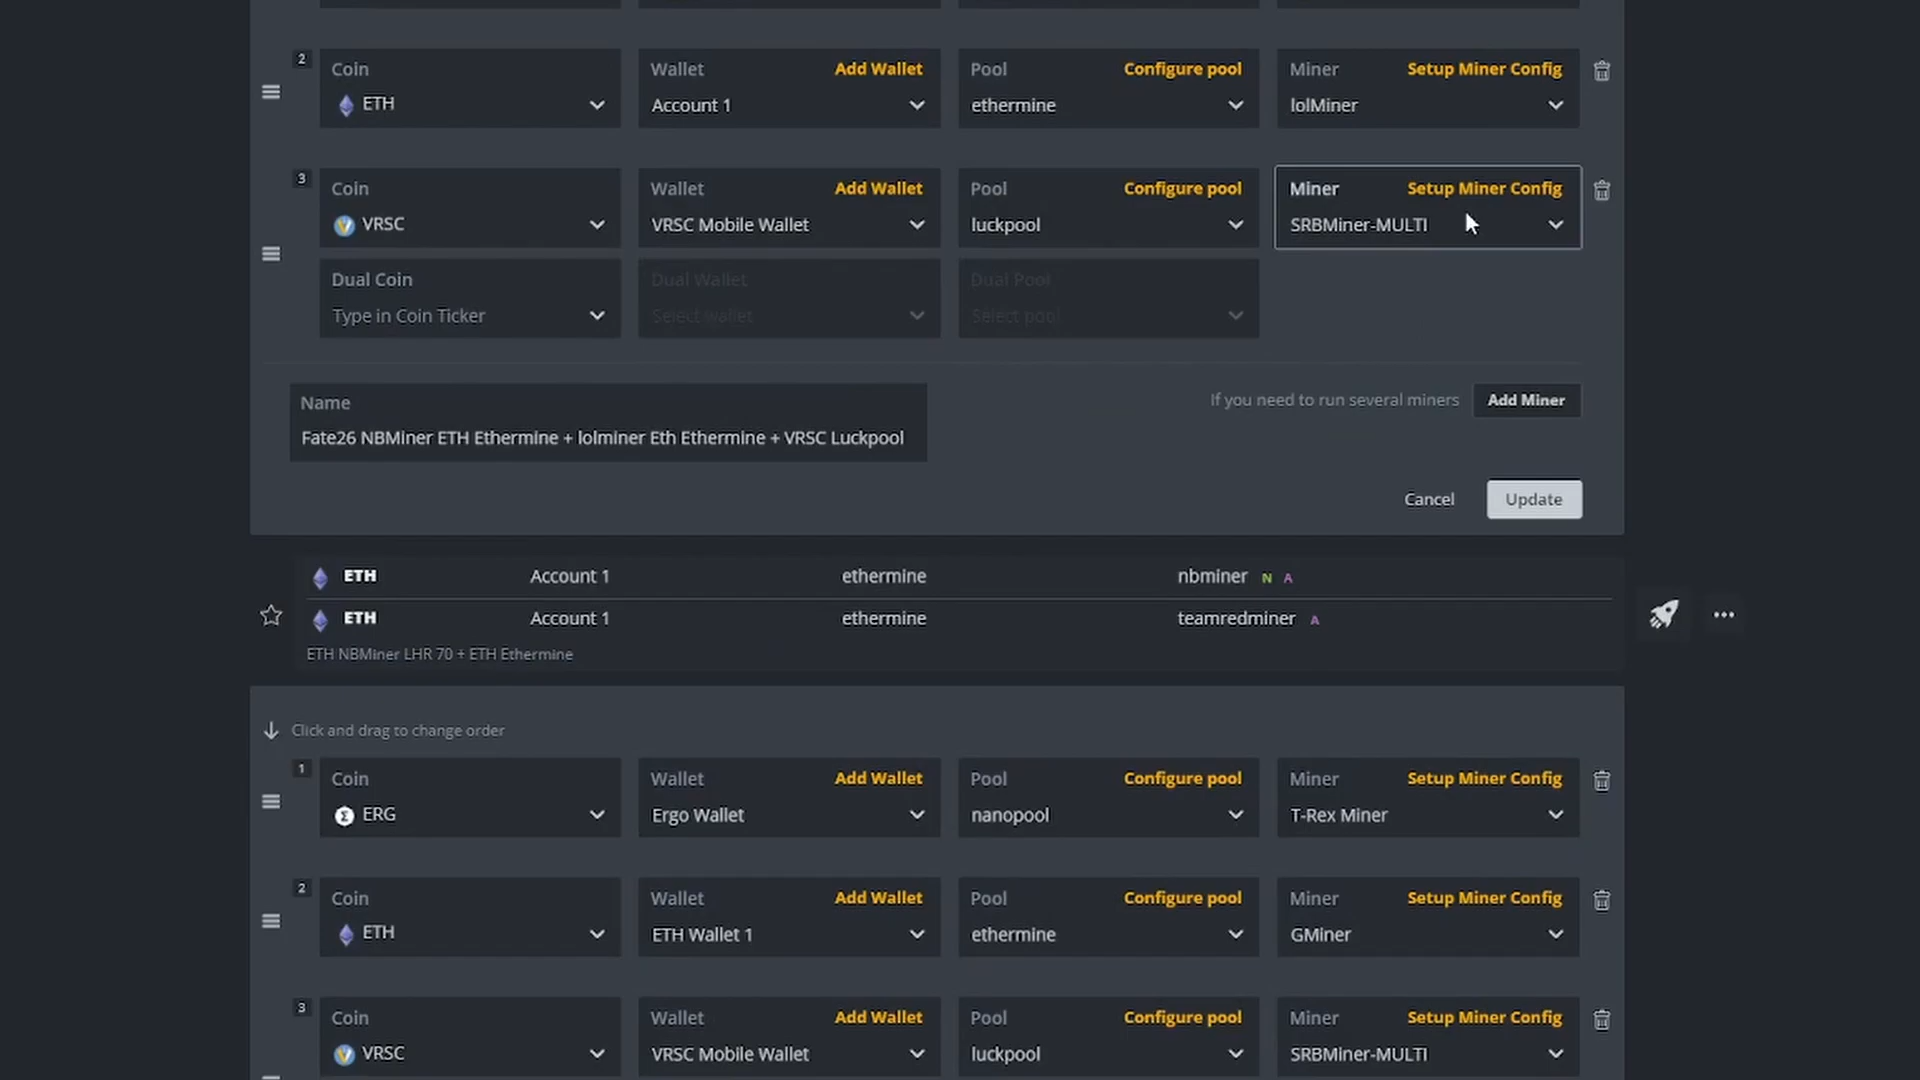 2
Coin
ETH
Wallet Add Wallet
Account 1
Pool Configure pool
ethermine
Miner Setup Miner Config
lolMiner
3
Coin
VRSC
Wallet Add Wallet
VRSC Mobile Wallet
Pool Configure pool
luckpool
Miner Setup Miner Config
SRBMiner-MULTI
Dual Coin
Type in Coin Ticker
Dual Wallet
Select wallet
Dual Pool
Select pool
Name
Fate26 NBMiner ETH Ethermine + lolminer Eth Ethermine + VRSC Luckpool
If you need to run several miners Add Miner
Cancel Update
ETH Account 1 ethermine nbminer N A
ETH Account 1 ethermine teamredminer A
ETH NBMiner LHR 70 + ETH Ethermine
Click and drag to change order
1
Coin
ERG
Wallet Add Wallet
Ergo Wallet
Pool Configure pool
nanopool
Miner Setup Miner Config
T-Rex Miner
2
Coin
ETH
Wallet Add Wallet
ETH Wallet 1
Pool Configure pool
ethermine
Miner Setup Miner Config
GMiner
3
Coin
VRSC
Wallet Add Wallet
VRSC Mobile Wallet
Pool Configure pool
luckpool
Miner Setup Miner Config
SRBMiner-MULTI